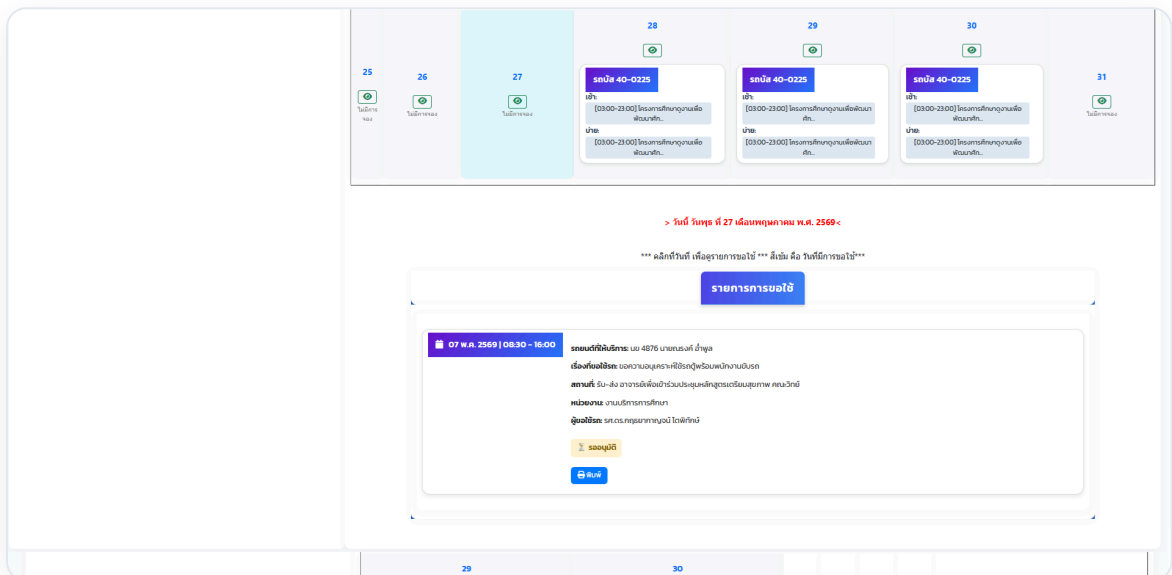 28
29
30
25
26
27
31
ไม่มีการ
จอง
ไม่มีการจอง
ไม่มีการจอง
ไม่มีการจอง
รถบัส 40-0225
เช้า:
[03:00-23:00] โครงการศึกษาดูงานเพื่อ
พัฒนาศัก...
บ่าย:
[03:00-23:00] โครงการศึกษาดูงานเพื่อ
พัฒนาศัก...
รถบัส 40-0225
เช้า:
[03:00-23:00] โครงการศึกษาดูงานเพื่อพัฒนา
ศัก...
บ่าย:
[03:00-23:00] โครงการศึกษาดูงานเพื่อพัฒนา
ศัก...
รถบัส 40-0225
เช้า:
[03:00-23:00] โครงการศึกษาดูงานเพื่อ
พัฒนาศัก...
บ่าย:
[03:00-23:00] โครงการศึกษาดูงานเพื่อ
พัฒนาศัก...
> วันนี้ วันพุธ ที่ 27 เดือนพฤษภาคม พ.ศ. 2569<
*** คลิกที่วันที่ เพื่อดูรายการขอใช้ *** สีเข้ม คือ วันที่มีการขอใช้***
รายการการขอใช้
07 พ.ค. 2569 | 08:30 - 16:00
รถยนต์ที่ให้บริการ: นข 4876 นายณรงค์ อ่ำพูล
เรื่องที่ขอใช้รถ: ขอความอนุเคราะห์ใช้รถตู้พร้อมพนักงานขับรถ
สถานที่: รับ-ส่ง อาจารย์เพื่อเข้าร่วมประชุมหลักสูตรเตรียมสุขภาพ คณะวิทย์
หน่วยงาน: งานบริการการศึกษา
ผู้ขอใช้รถ: รศ.ดร.กฤชยากาญจน์ โตพิทักษ์
รออนุมัติ
พิมพ์
29
30